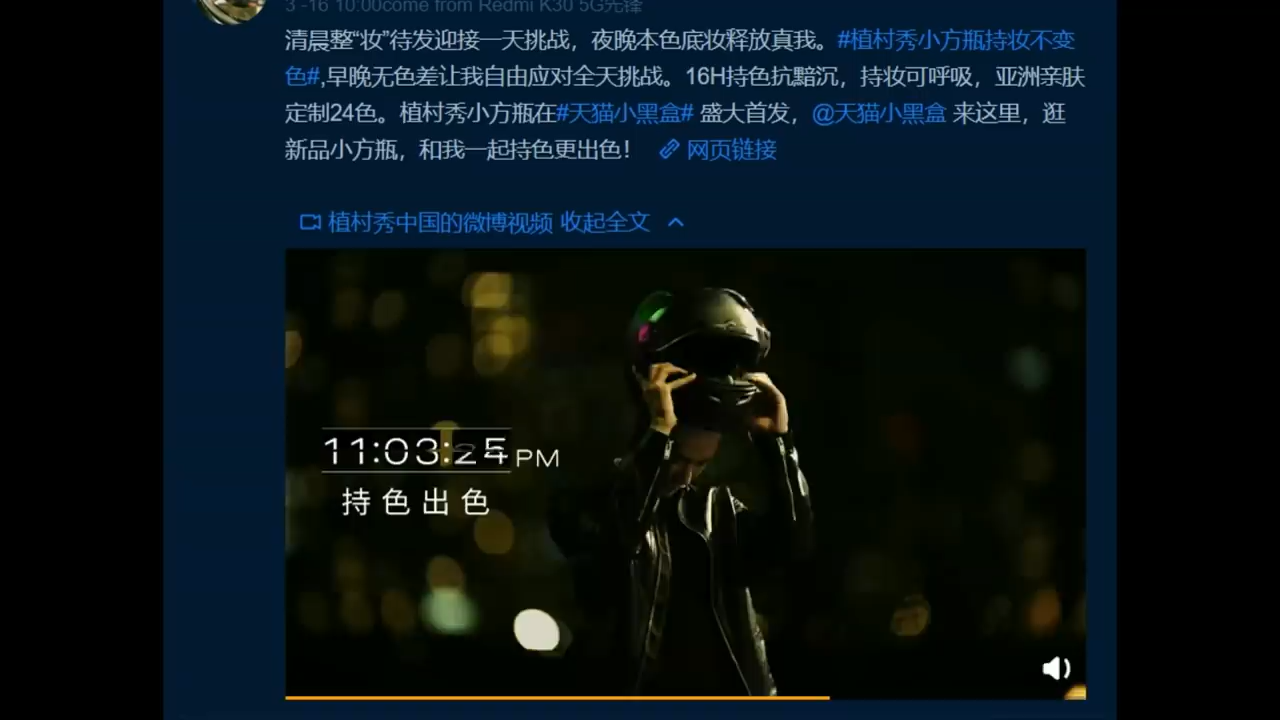 3 -16 10:00come from Redmi K30 5G先锋
清晨整“妆”待发迎接一天挑战，夜晚本色底妆释放真我。#植村秀小方瓶持妆不变
色#,早晚无色差让我自由应对全天挑战。16H持色抗黯沉，持妆可呼吸，亚洲亲肤
定制24色。植村秀小方瓶在#天猫小黑盒# 盛大首发，@天猫小黑盒 来这里，逛
新品小方瓶，和我一起持色更出色！ 网页链接
植村秀中国的微博视频 收起全文
11:03:25 PM
持色出色